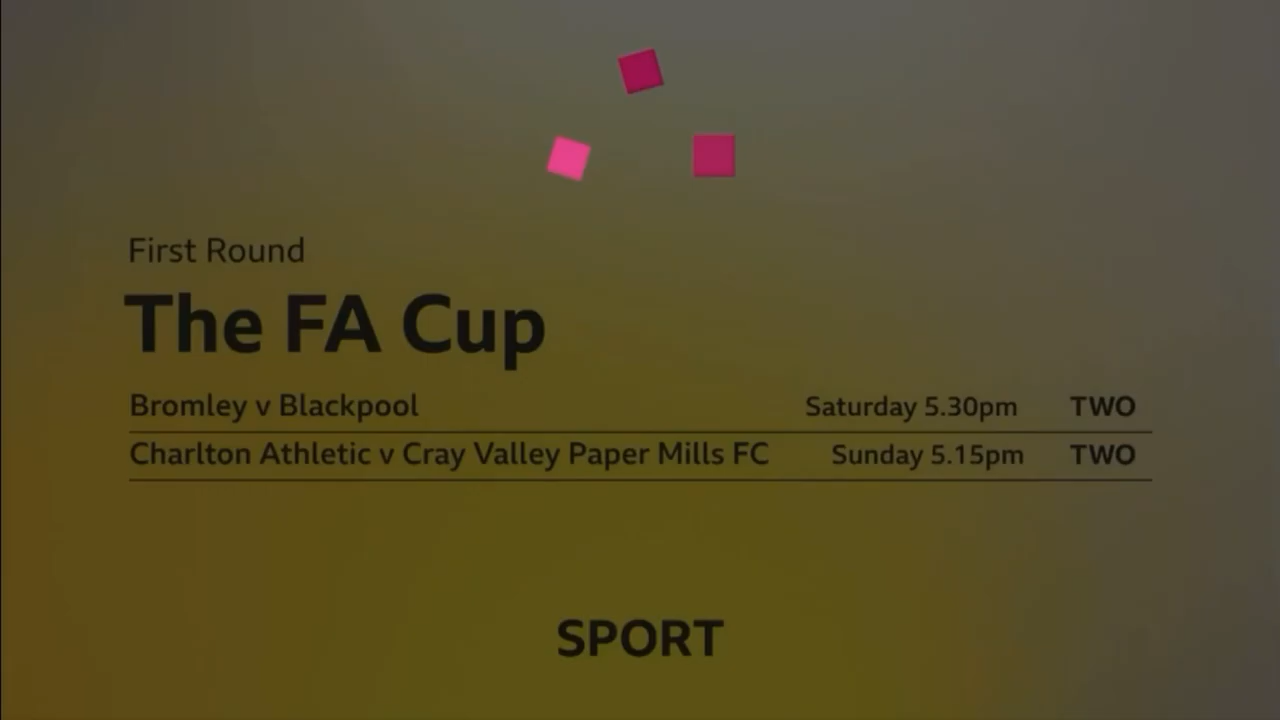 First Round
The FA Cup
Bromley v Blackpool Saturday 5.30pm TWO
Charlton Athletic v Cray Valley Paper Mills FC Sunday 5.15pm TWO
SPORT